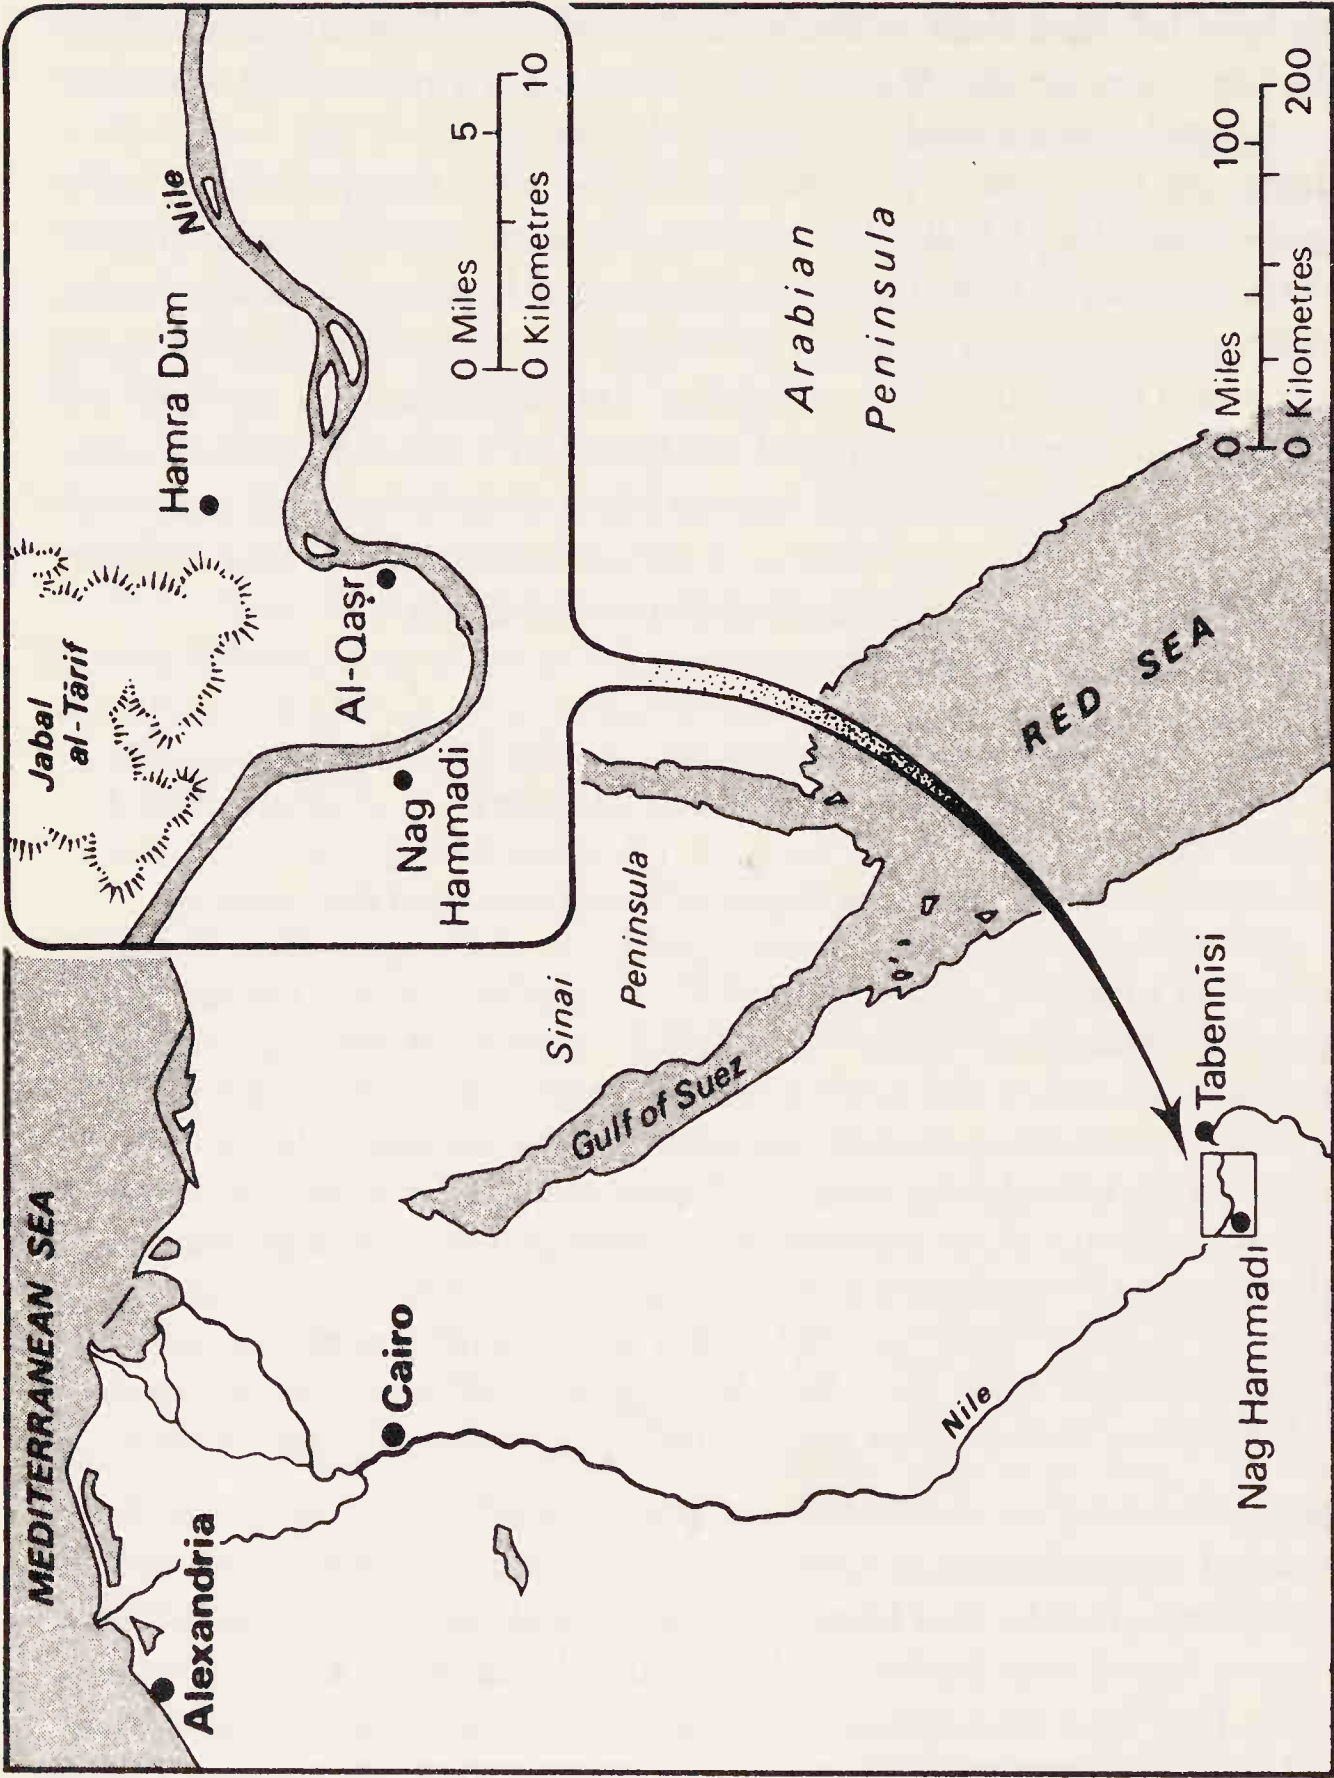 MEDITERRANEAN SEA
Alexandria
Cairo
Nile
Nag Hammadi
Tabennisi
Gulf of Suez
Sinai
Peninsula
RED SEA
Arabian
Peninsula
0 Miles 100
0 Kilometres 200
Jabal
al-Tārif
Hamra Dūm
Nile
Al-Qaṣr
Nag
Hammadi
0 Miles 5
0 Kilometres 10